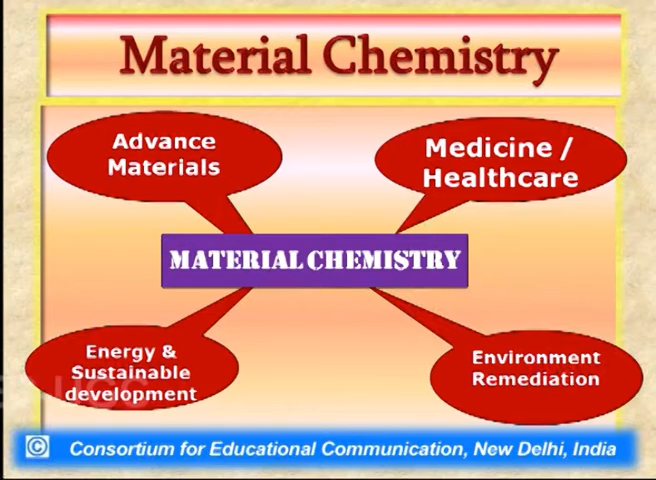 Material Chemistry
Advance
Materials
Medicine /
Healthcare
MATERIAL CHEMISTRY
Energy &
Sustainable
development
Environment
Remediation
UGC
© Consortium for Educational Communication, New Delhi, India